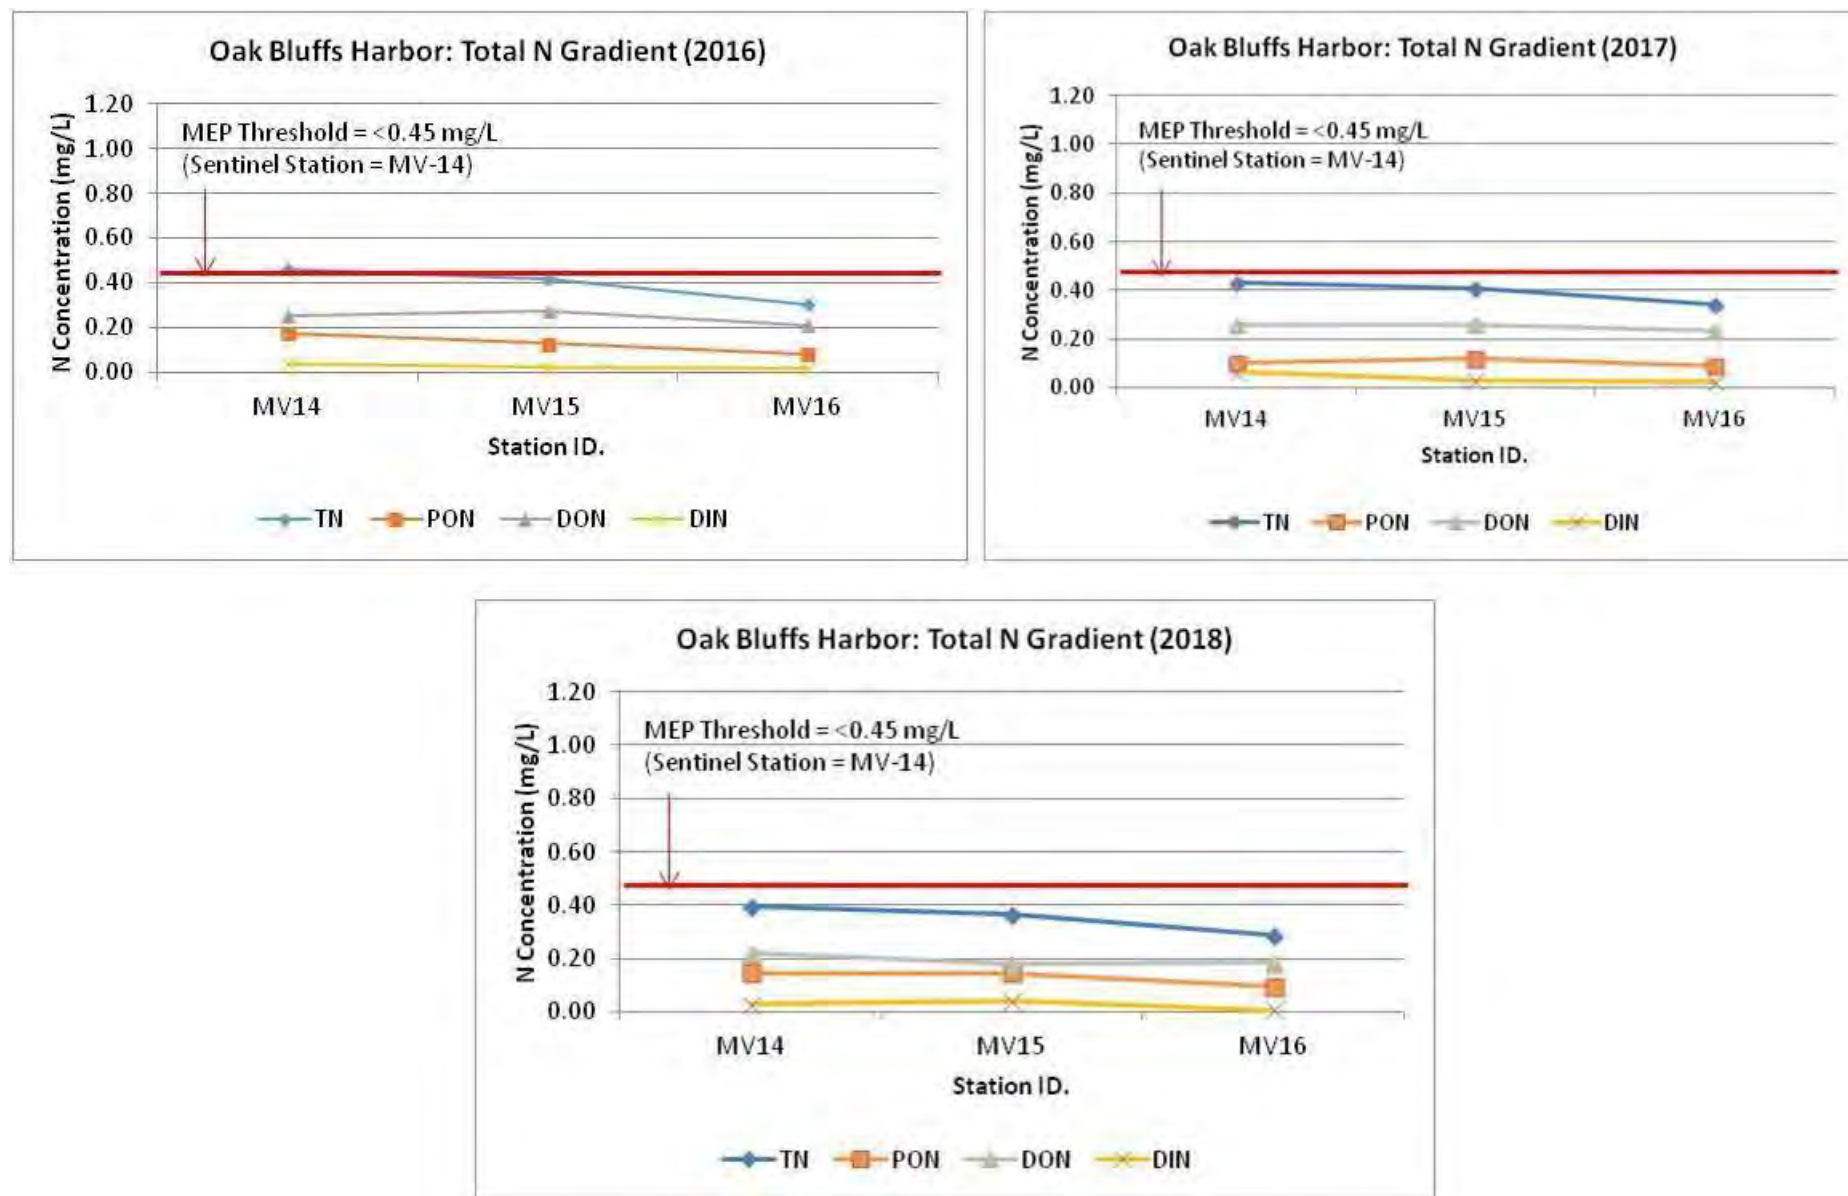 Oak Bluffs Harbor: Total N Gradient (2016)
N Concentration (mg/L)
1.20
1.00
0.80
0.60
0.40
0.20
0.00
MEP Threshold = <0.45 mg/L
(Sentinel Station = MV-14)
MV14 MV15 MV16
Station ID.
TN PON DON DIN
Oak Bluffs Harbor: Total N Gradient (2017)
N Concentration (mg/L)
1.20
1.00
0.80
0.60
0.40
0.20
0.00
MEP Threshold = <0.45 mg/L
(Sentinel Station = MV-14)
MV14 MV15 MV16
Station ID.
TN PON DON DIN
Oak Bluffs Harbor: Total N Gradient (2018)
N Concentration (mg/L)
1.20
1.00
0.80
0.60
0.40
0.20
0.00
MEP Threshold = <0.45 mg/L
(Sentinel Station = MV-14)
MV14 MV15 MV16
Station ID.
TN PON DON DIN